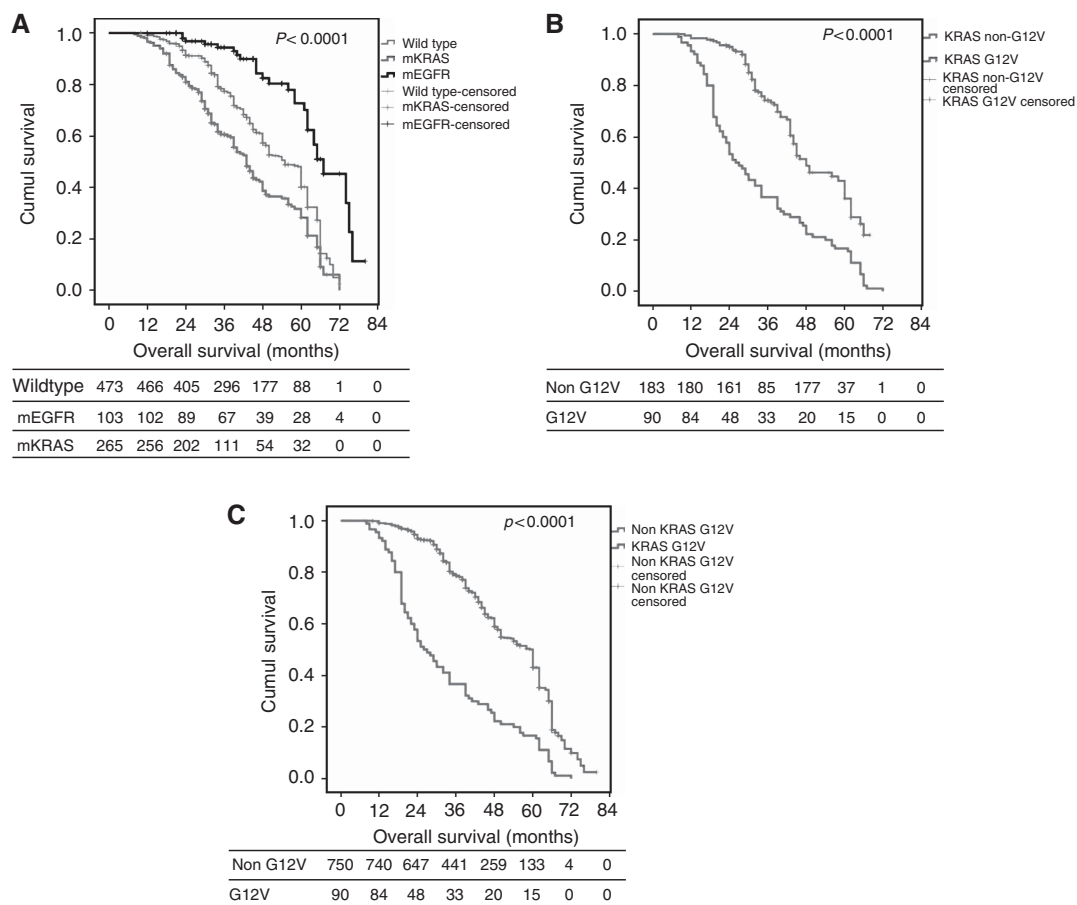 A
P< 0.0001
Cumul survival
1.0
0.8
0.6
0.4
0.2
0.0
0 12 24 36 48 60 72 84
Overall survival (months)
Wild type
mKRAS
mEGFR
Wild type-censored
mKRAS-censored
mEGFR-censored
Wildtype 473 466 405 296 177 88 1 0
mEGFR 103 102 89 67 39 28 4 0
mKRAS 265 256 202 111 54 32 0 0
B
P<0.0001
Cumul survival
1.0
0.8
0.6
0.4
0.2
0.0
0 12 24 36 48 60 72 84
Overall survival (months)
KRAS non-G12V
KRAS G12V
KRAS non-G12V
censored
KRAS G12V censored
Non G12V 183 180 161 85 177 37 1 0
G12V 90 84 48 33 20 15 0 0
C
p<0.0001
Cumul survival
1.0
0.8
0.6
0.4
0.2
0.0
0 12 24 36 48 60 72 84
Overall survival (months)
Non KRAS G12V
KRAS G12V
Non KRAS G12V
censored
Non KRAS G12V
censored
Non G12V 750 740 647 441 259 133 4 0
G12V 90 84 48 33 20 15 0 0